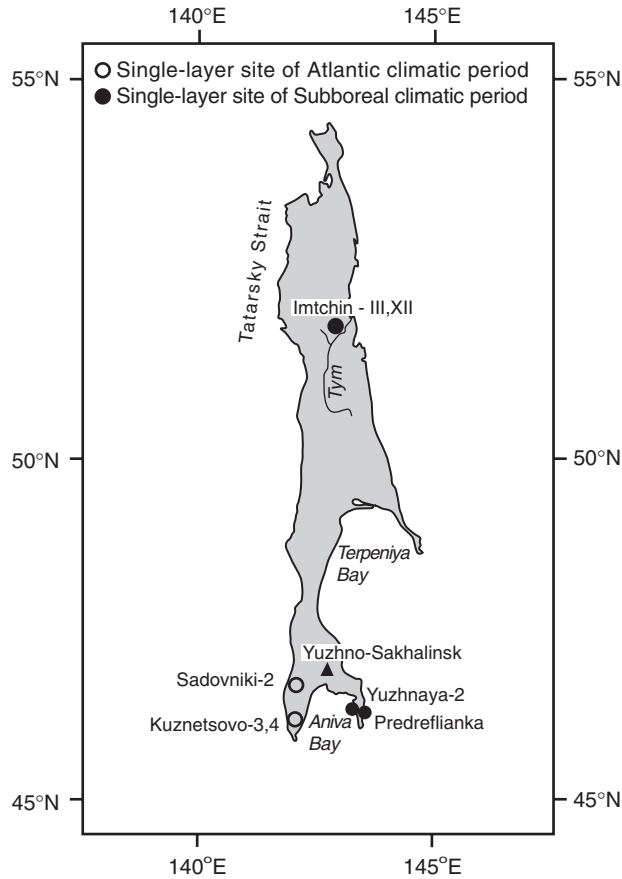 140°E 145°E
55°N 55°N
Single-layer site of Atlantic climatic period
Single-layer site of Subboreal climatic period
Tatarsky Strait
Imtchin - III,XII
Tym
50°N 50°N
Terpeniya
Bay
Yuzhno-Sakhalinsk
Sadovniki-2
Yuzhnaya-2
Kuznetsovo-3,4
Aniva
Bay
Predreflianka
45°N 45°N
140°E 145°E